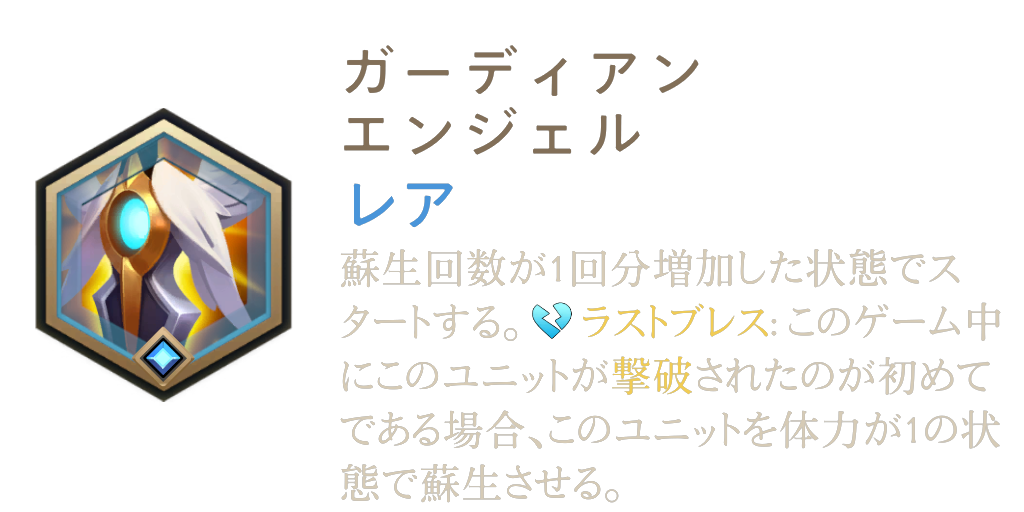 ガーディアン
エンジェル
レア
蘇生回数が1回分増加した状態でス
タートする。ラストブレス:このゲーム中
にこのユニットが撃破されたのが初めて
である場合、このユニットを体力が1の状
態で蘇生させる。